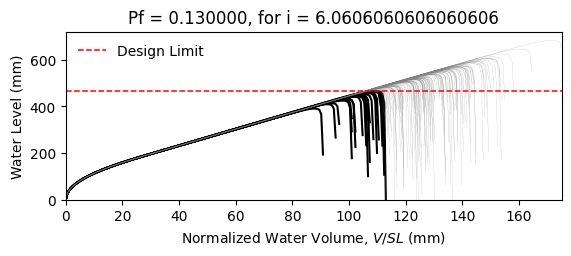 Pf = 0.130000, for i = 6.0606060606060606
Design Limit
Water Level (mm)
600
400
200
0
0 20 40 60 80 100 120 140 160
Normalized Water Volume, V/SL (mm)